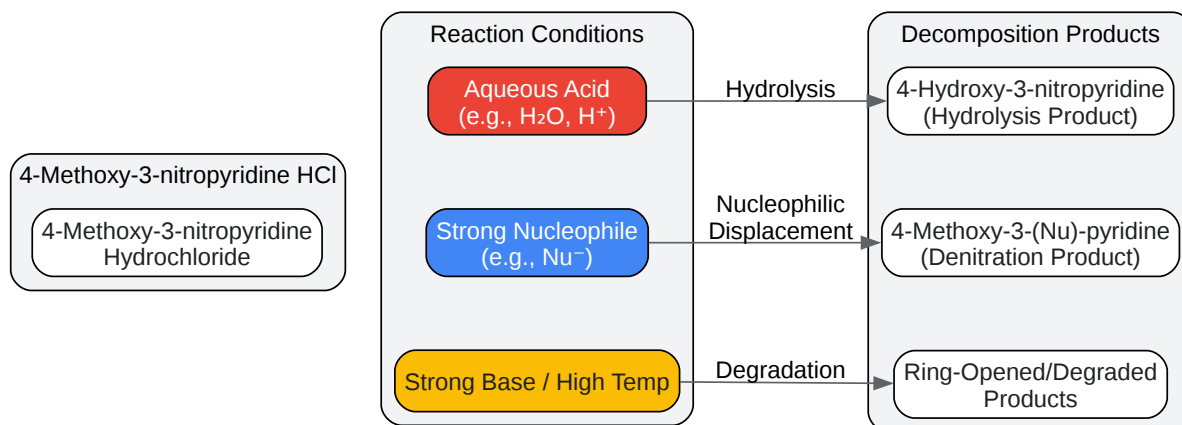 4-Methoxy-3-nitropyridine HCl
4-Methoxy-3-nitropyridine
Hydrochloride
Reaction Conditions
Aqueous Acid
(e.g., H₂O, H⁺)
Strong Nucleophile
(e.g., Nu⁻)
Strong Base / High Temp
Hydrolysis
Nucleophilic
Displacement
Degradation
Decomposition Products
4-Hydroxy-3-nitropyridine
(Hydrolysis Product)
4-Methoxy-3-(Nu)-pyridine
(Denitration Product)
Ring-Opened/Degraded
Products